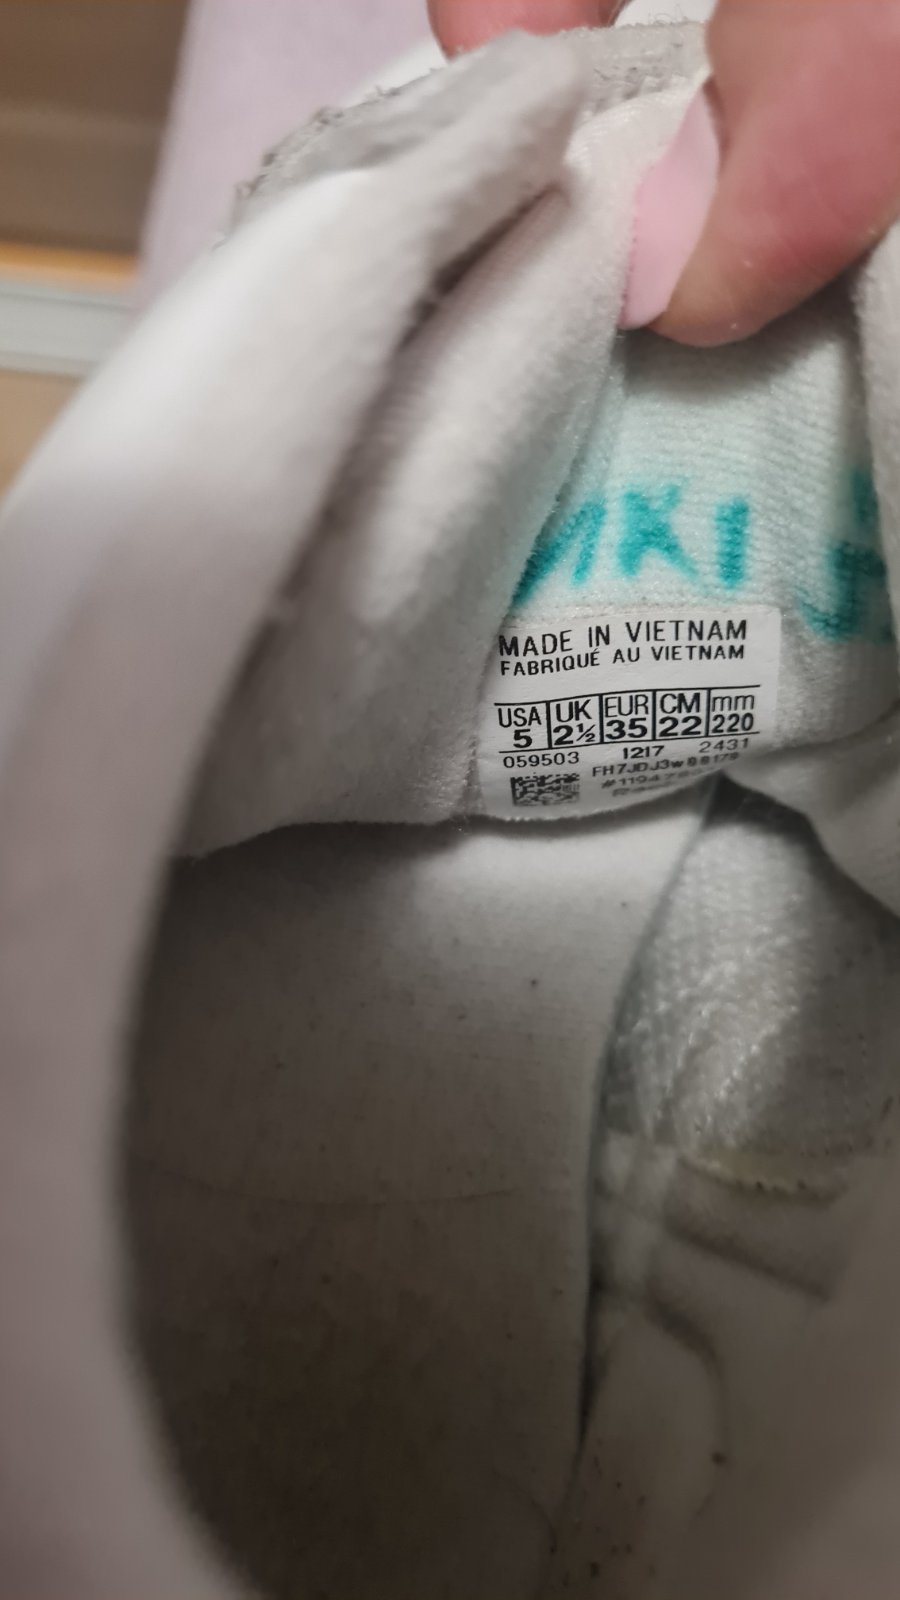 MKI
MADE IN VIETNAM
FABRIQUÉ AU VIETNAM
USA UK EUR CM mm
5 2½ 35 22 220
059503 1217 2431